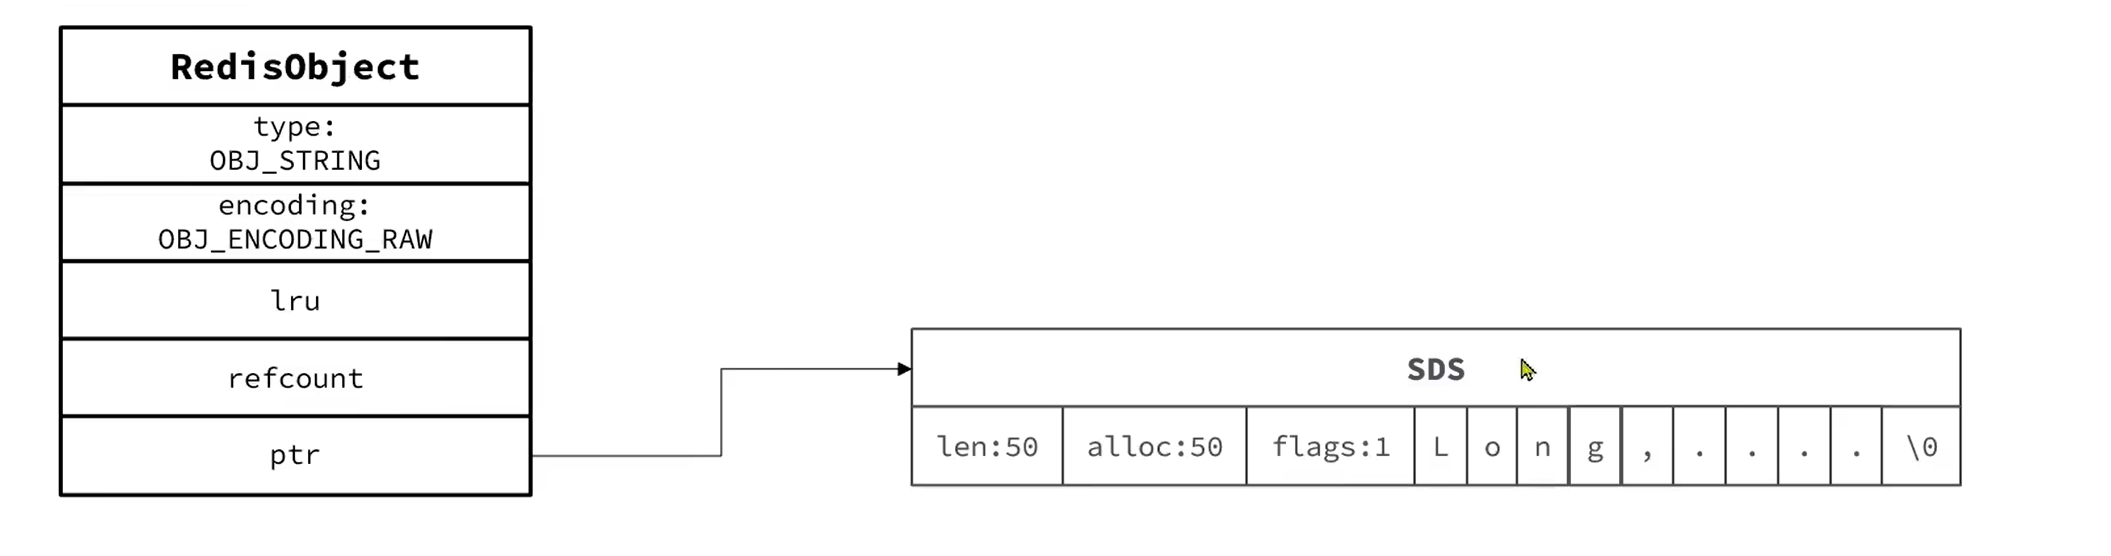 RedisObject
type:
OBJ_STRING
encoding:
OBJ_ENCODING_RAW
lru
refcount
ptr
SDS
len:50 alloc:50 flags:1 L o n g , . . . . \0